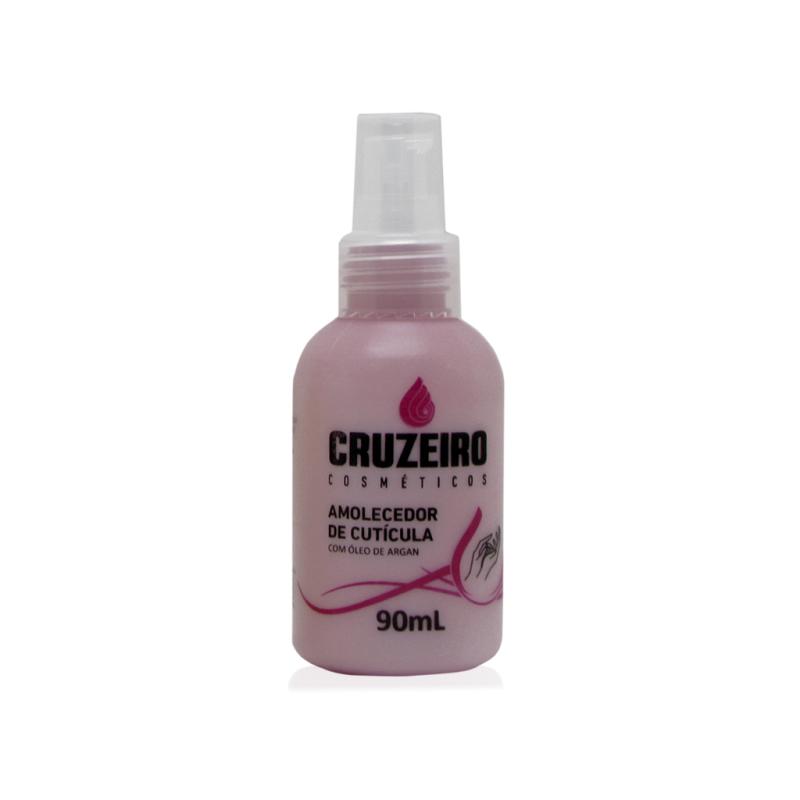 CRUZEIRO
COSMÉTICOS
AMOLECEDOR
DE CUTÍCULA
COM ÓLEO DE ARGAN
90mL